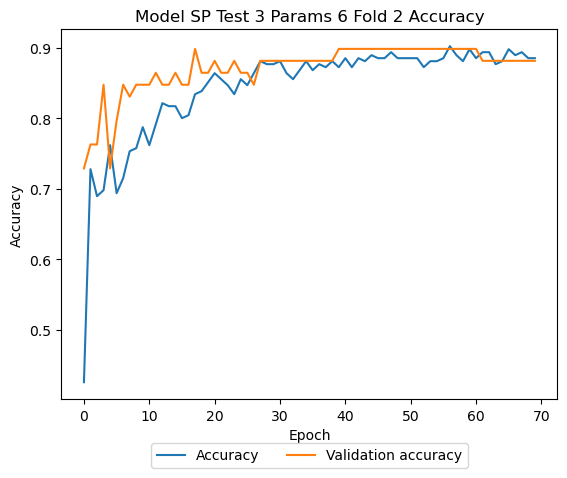 Model SP Test 3 Params 6 Fold 2 Accuracy
0.9
0.8
0.7
0.6
0.5
Accuracy
0 10 20 30 40 50 60 70
Epoch
Accuracy Validation accuracy